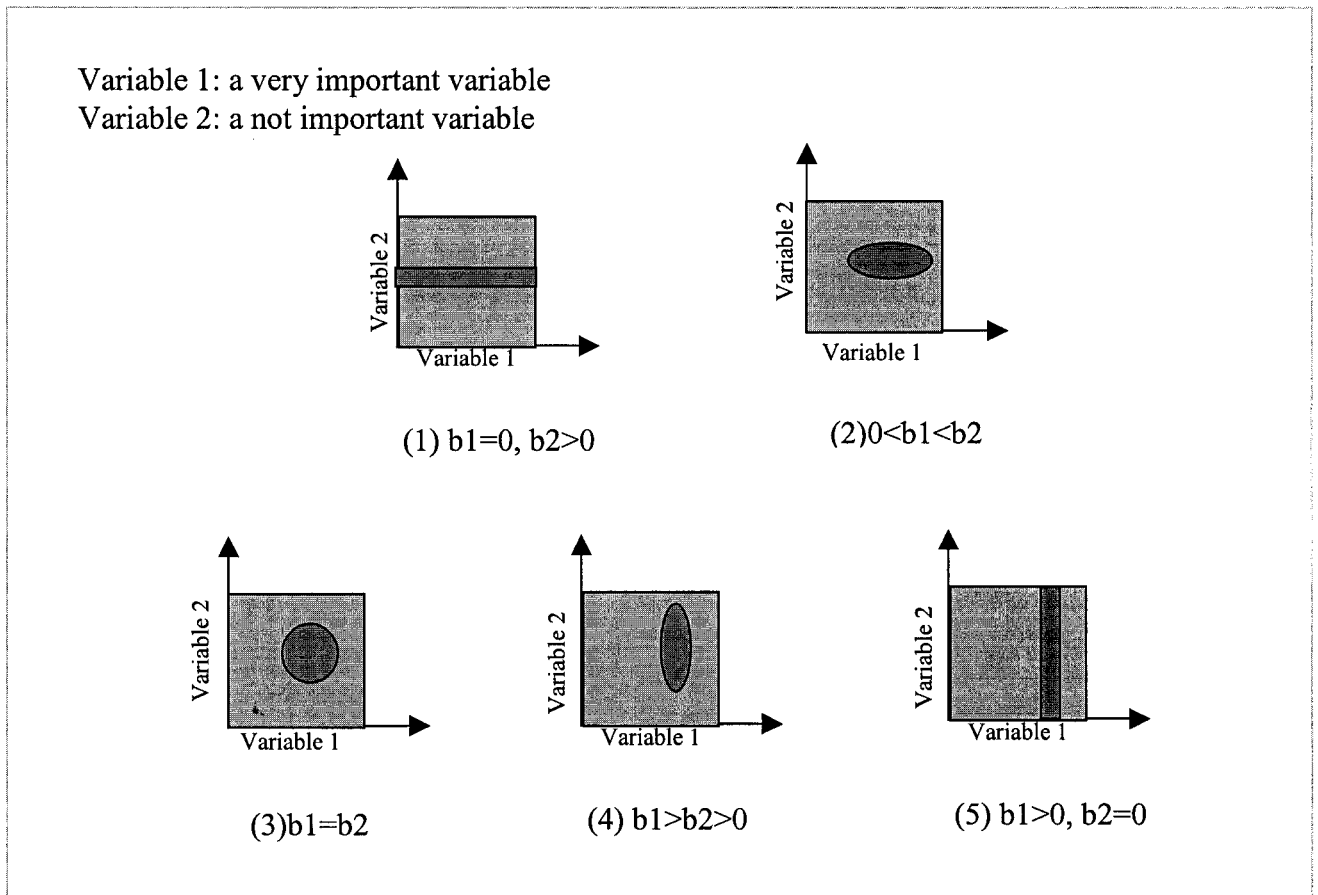 Variable 1: a very important variable
Variable 2: a not important variable
Variable 2
Variable 1
(1) b1=0, b2>0
Variable 2
Variable 1
(2)0<b1<b2
Variable 2
Variable 1
(3)b1=b2
Variable 2
Variable 1
(4) b1>b2>0
Variable 2
Variable 1
(5) b1>0, b2=0